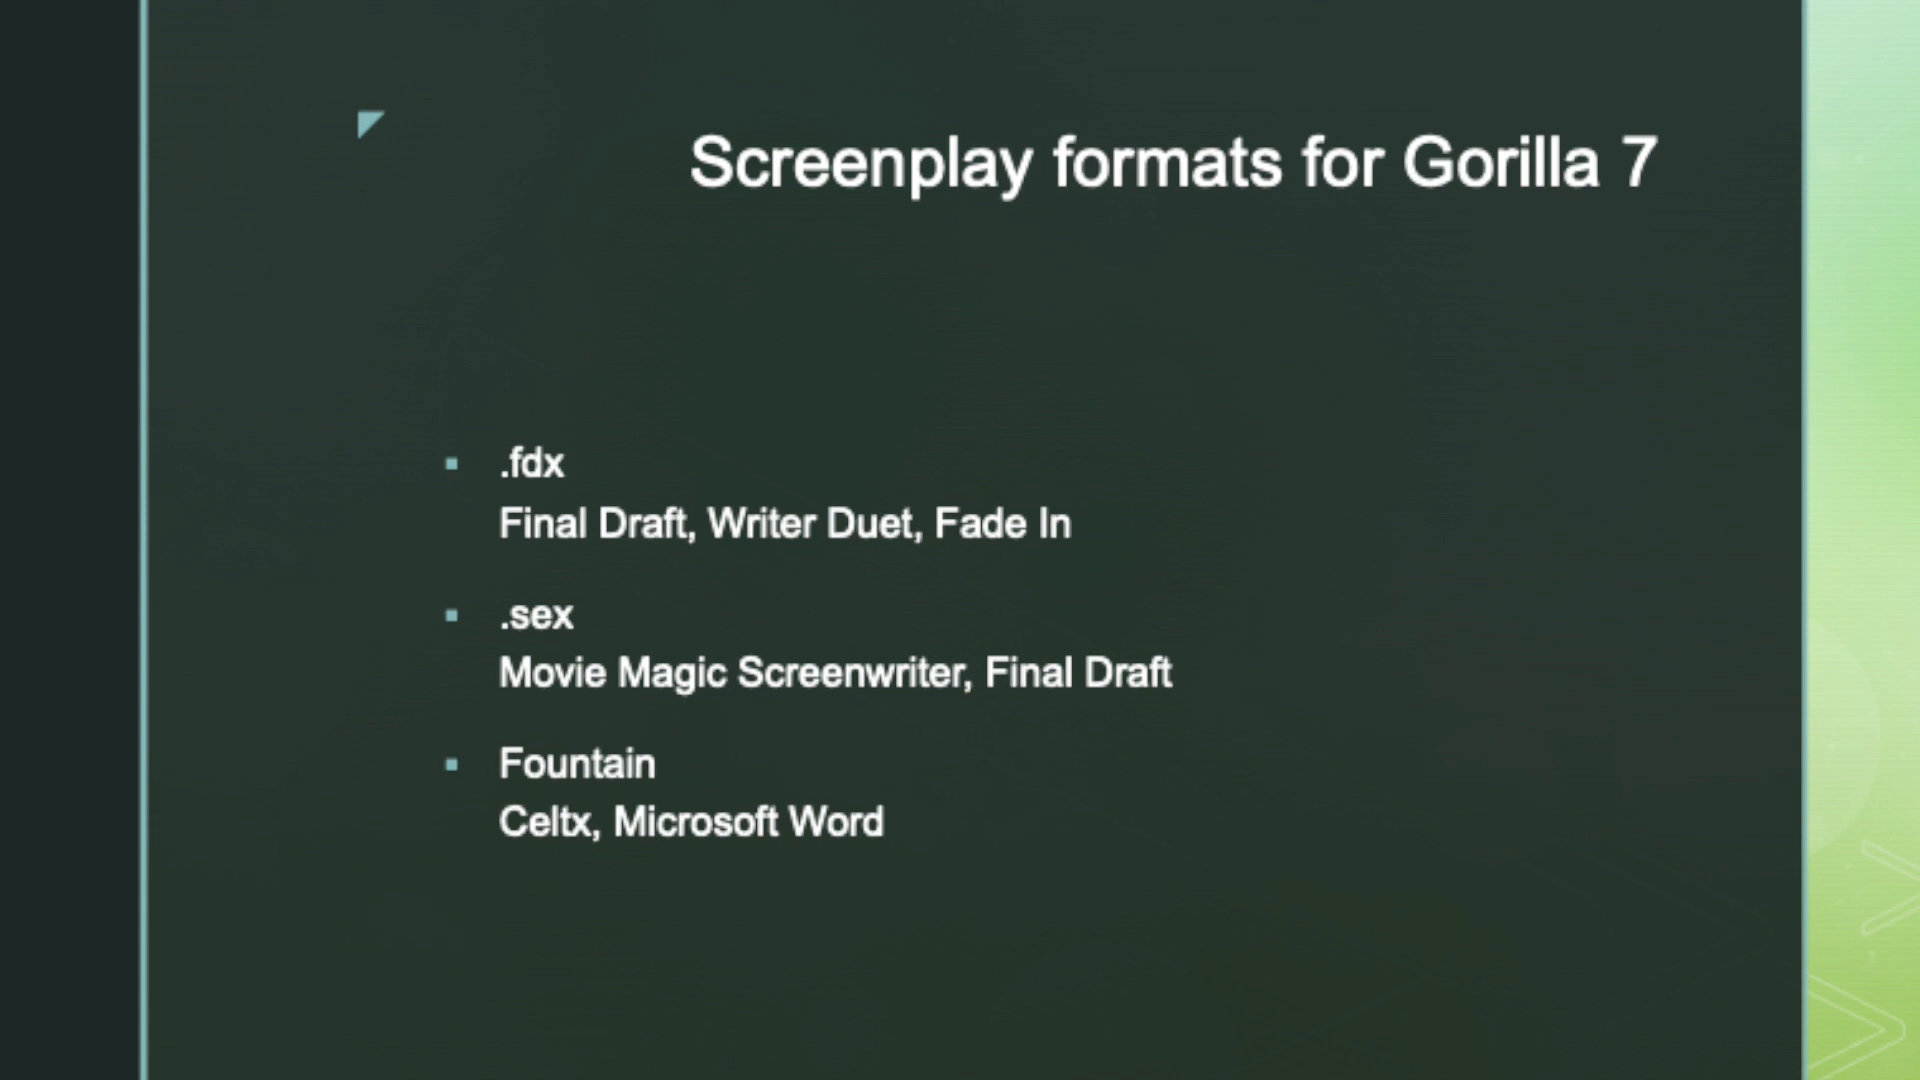 Screenplay formats for Gorilla 7
.fdx
Final Draft, Writer Duet, Fade In
.sex
Movie Magic Screenwriter, Final Draft
Fountain
Celtx, Microsoft Word